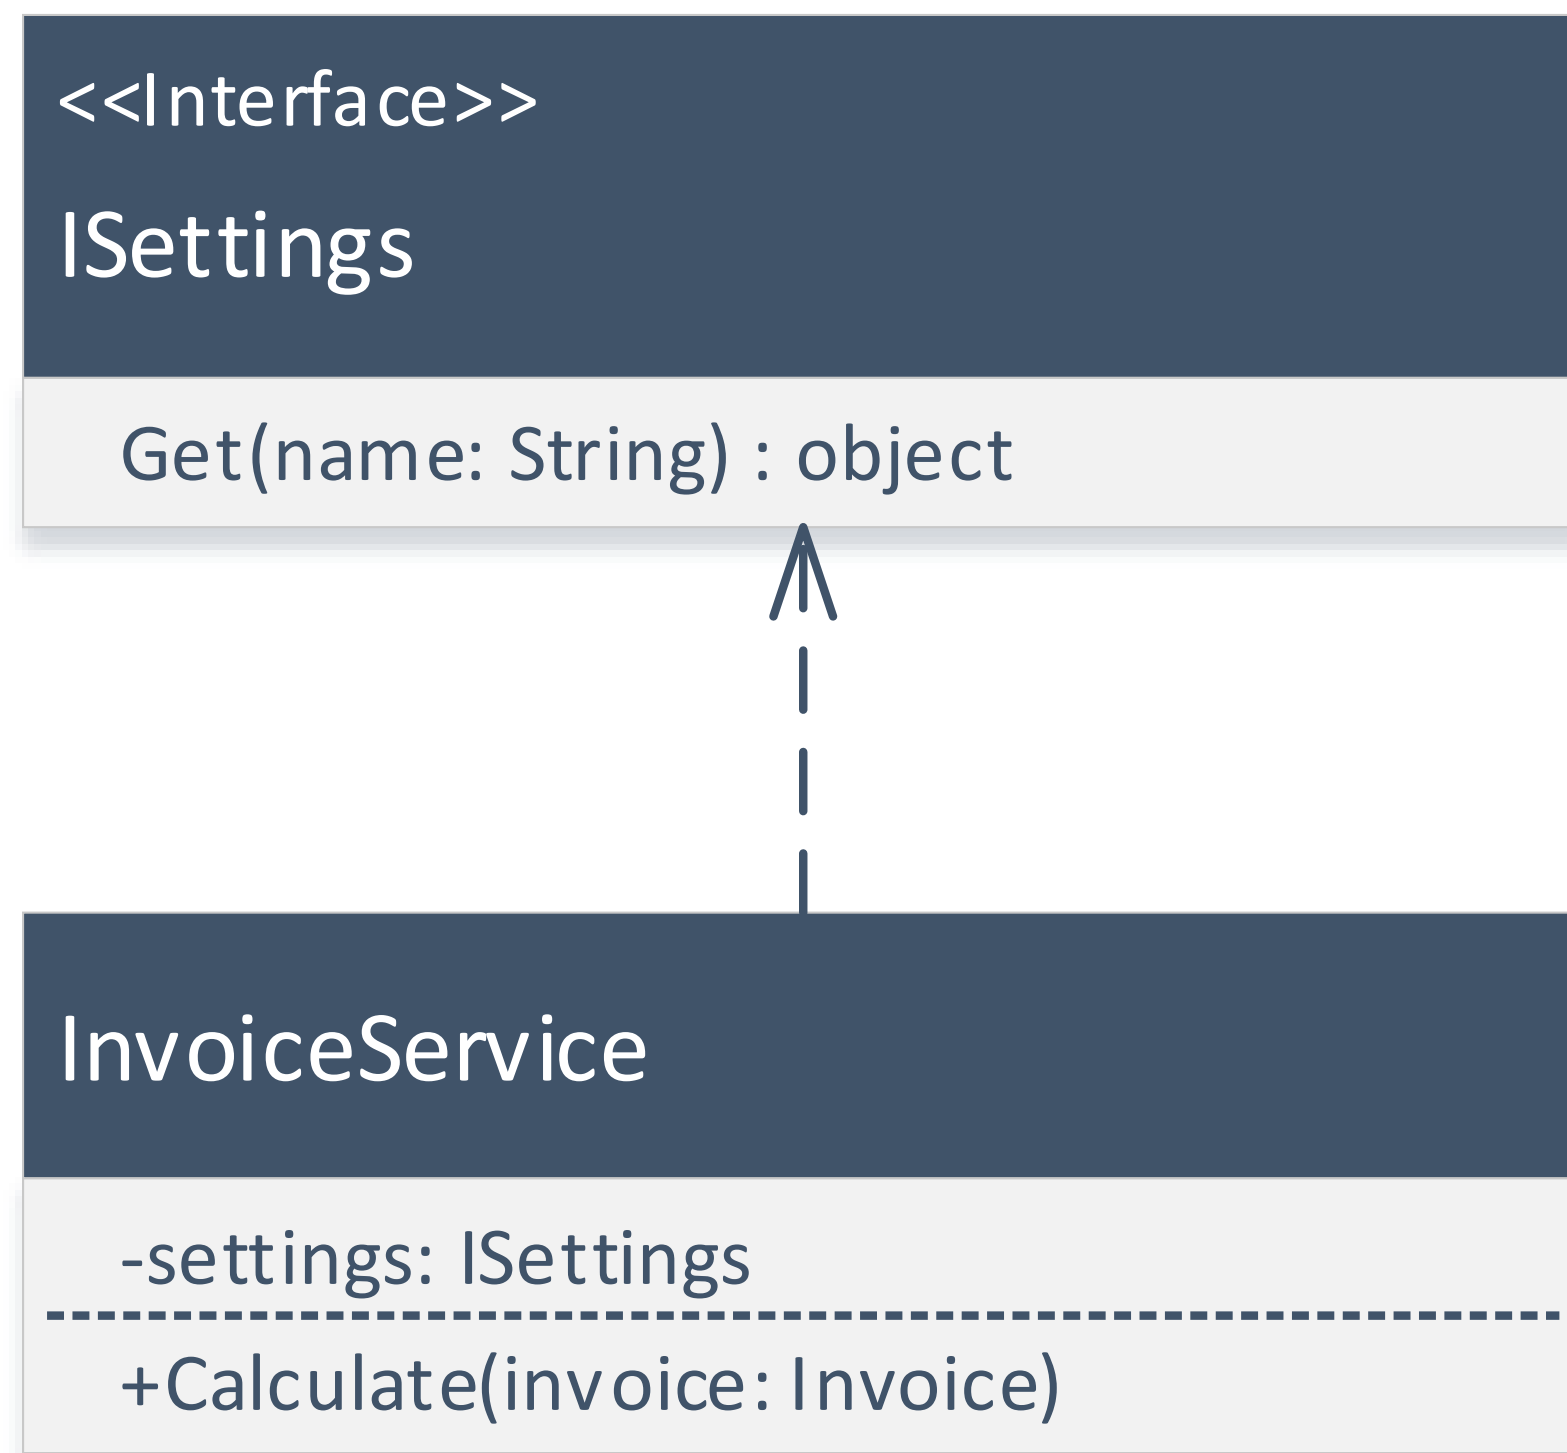 <<Interface>>
ISettings
Get(name: String) : object
InvoiceService
-settings: ISettings
+Calculate(invoice: Invoice)